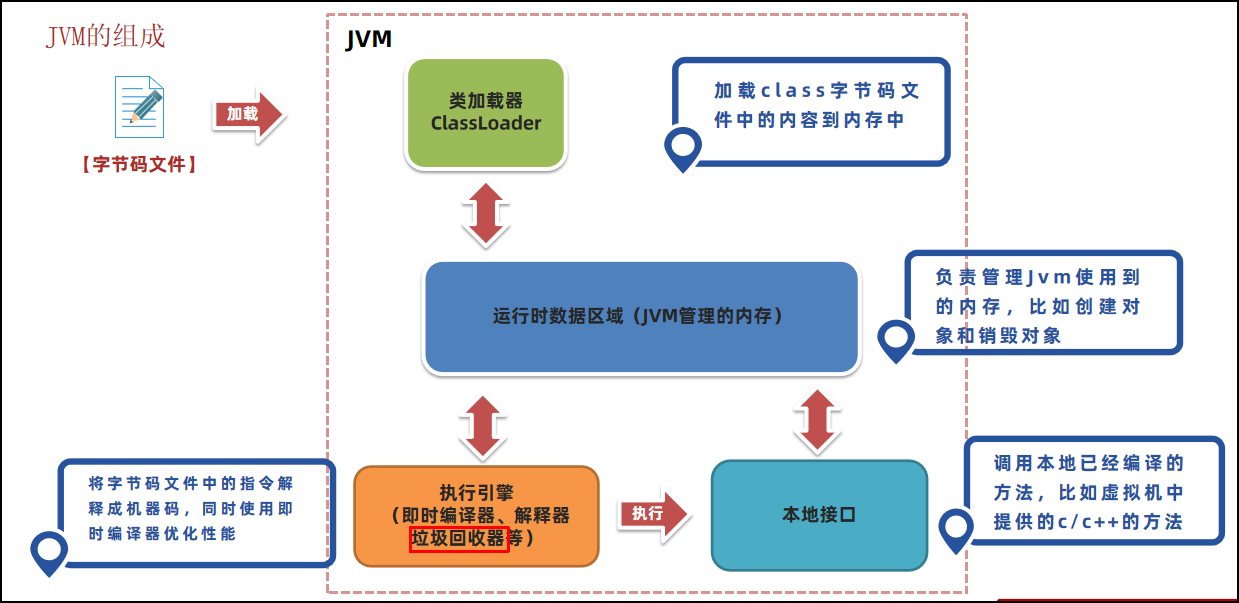 JVM的组成
JVM
类加载器
ClassLoader
加载class字节码文
件中的内容到内存中
加载
【字节码文件】
运行时数据区域（JVM管理的内存）
负责管理Jvm使用到
的内存，比如创建对
象和销毁对象
将字节码文件中的指令解
释成机器码，同时使用即
时编译器优化性能
执行引擎
（即时编译器、解释器
垃圾回收器等）
执行
本地接口
调用本地已经编译的
方法，比如虚拟机中
提供的c/c++的方法